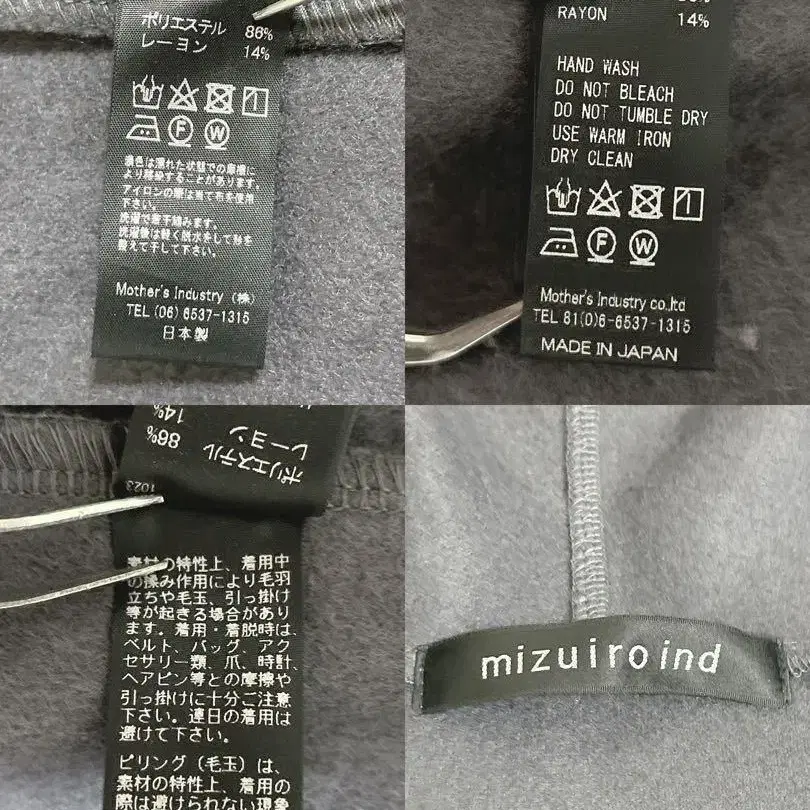 ポリエステル 86%
レーヨン 14%
F W
濃色は濡れた状態での摩擦に
より移染することがあります。
アイロンの際は当て布を使用
下さい。
洗濯後は軽く脱水をして形を
整えて干して下さい。
Mother's Industry (株)
TEL (06) 6537-1315
日本製
RAYON 14%
HAND WASH
DO NOT BLEACH
DO NOT TUMBLE DRY
USE WARM IRON
DRY CLEAN
F W
Mother's Industry co.,ltd
TEL 81(0)6-6537-1315
MADE IN JAPAN
ポリエステル 86%
レーヨン 14%
1023
素材の特性上、着用中
の揉み作用により毛羽
立ちや毛玉、引っ掛け
等が起きる場合があり
ます。着用・着脱時は、
ベルト、バッグ、アク
セサリー類、爪、時計、
ヘアピン等との摩擦や
引っ掛けに十分ご注意
下さい。連日の着用は
避けて下さい。
ピリング(毛玉)は、
素材の特性上、着用の
際は避けられない現象
mizuiro ind